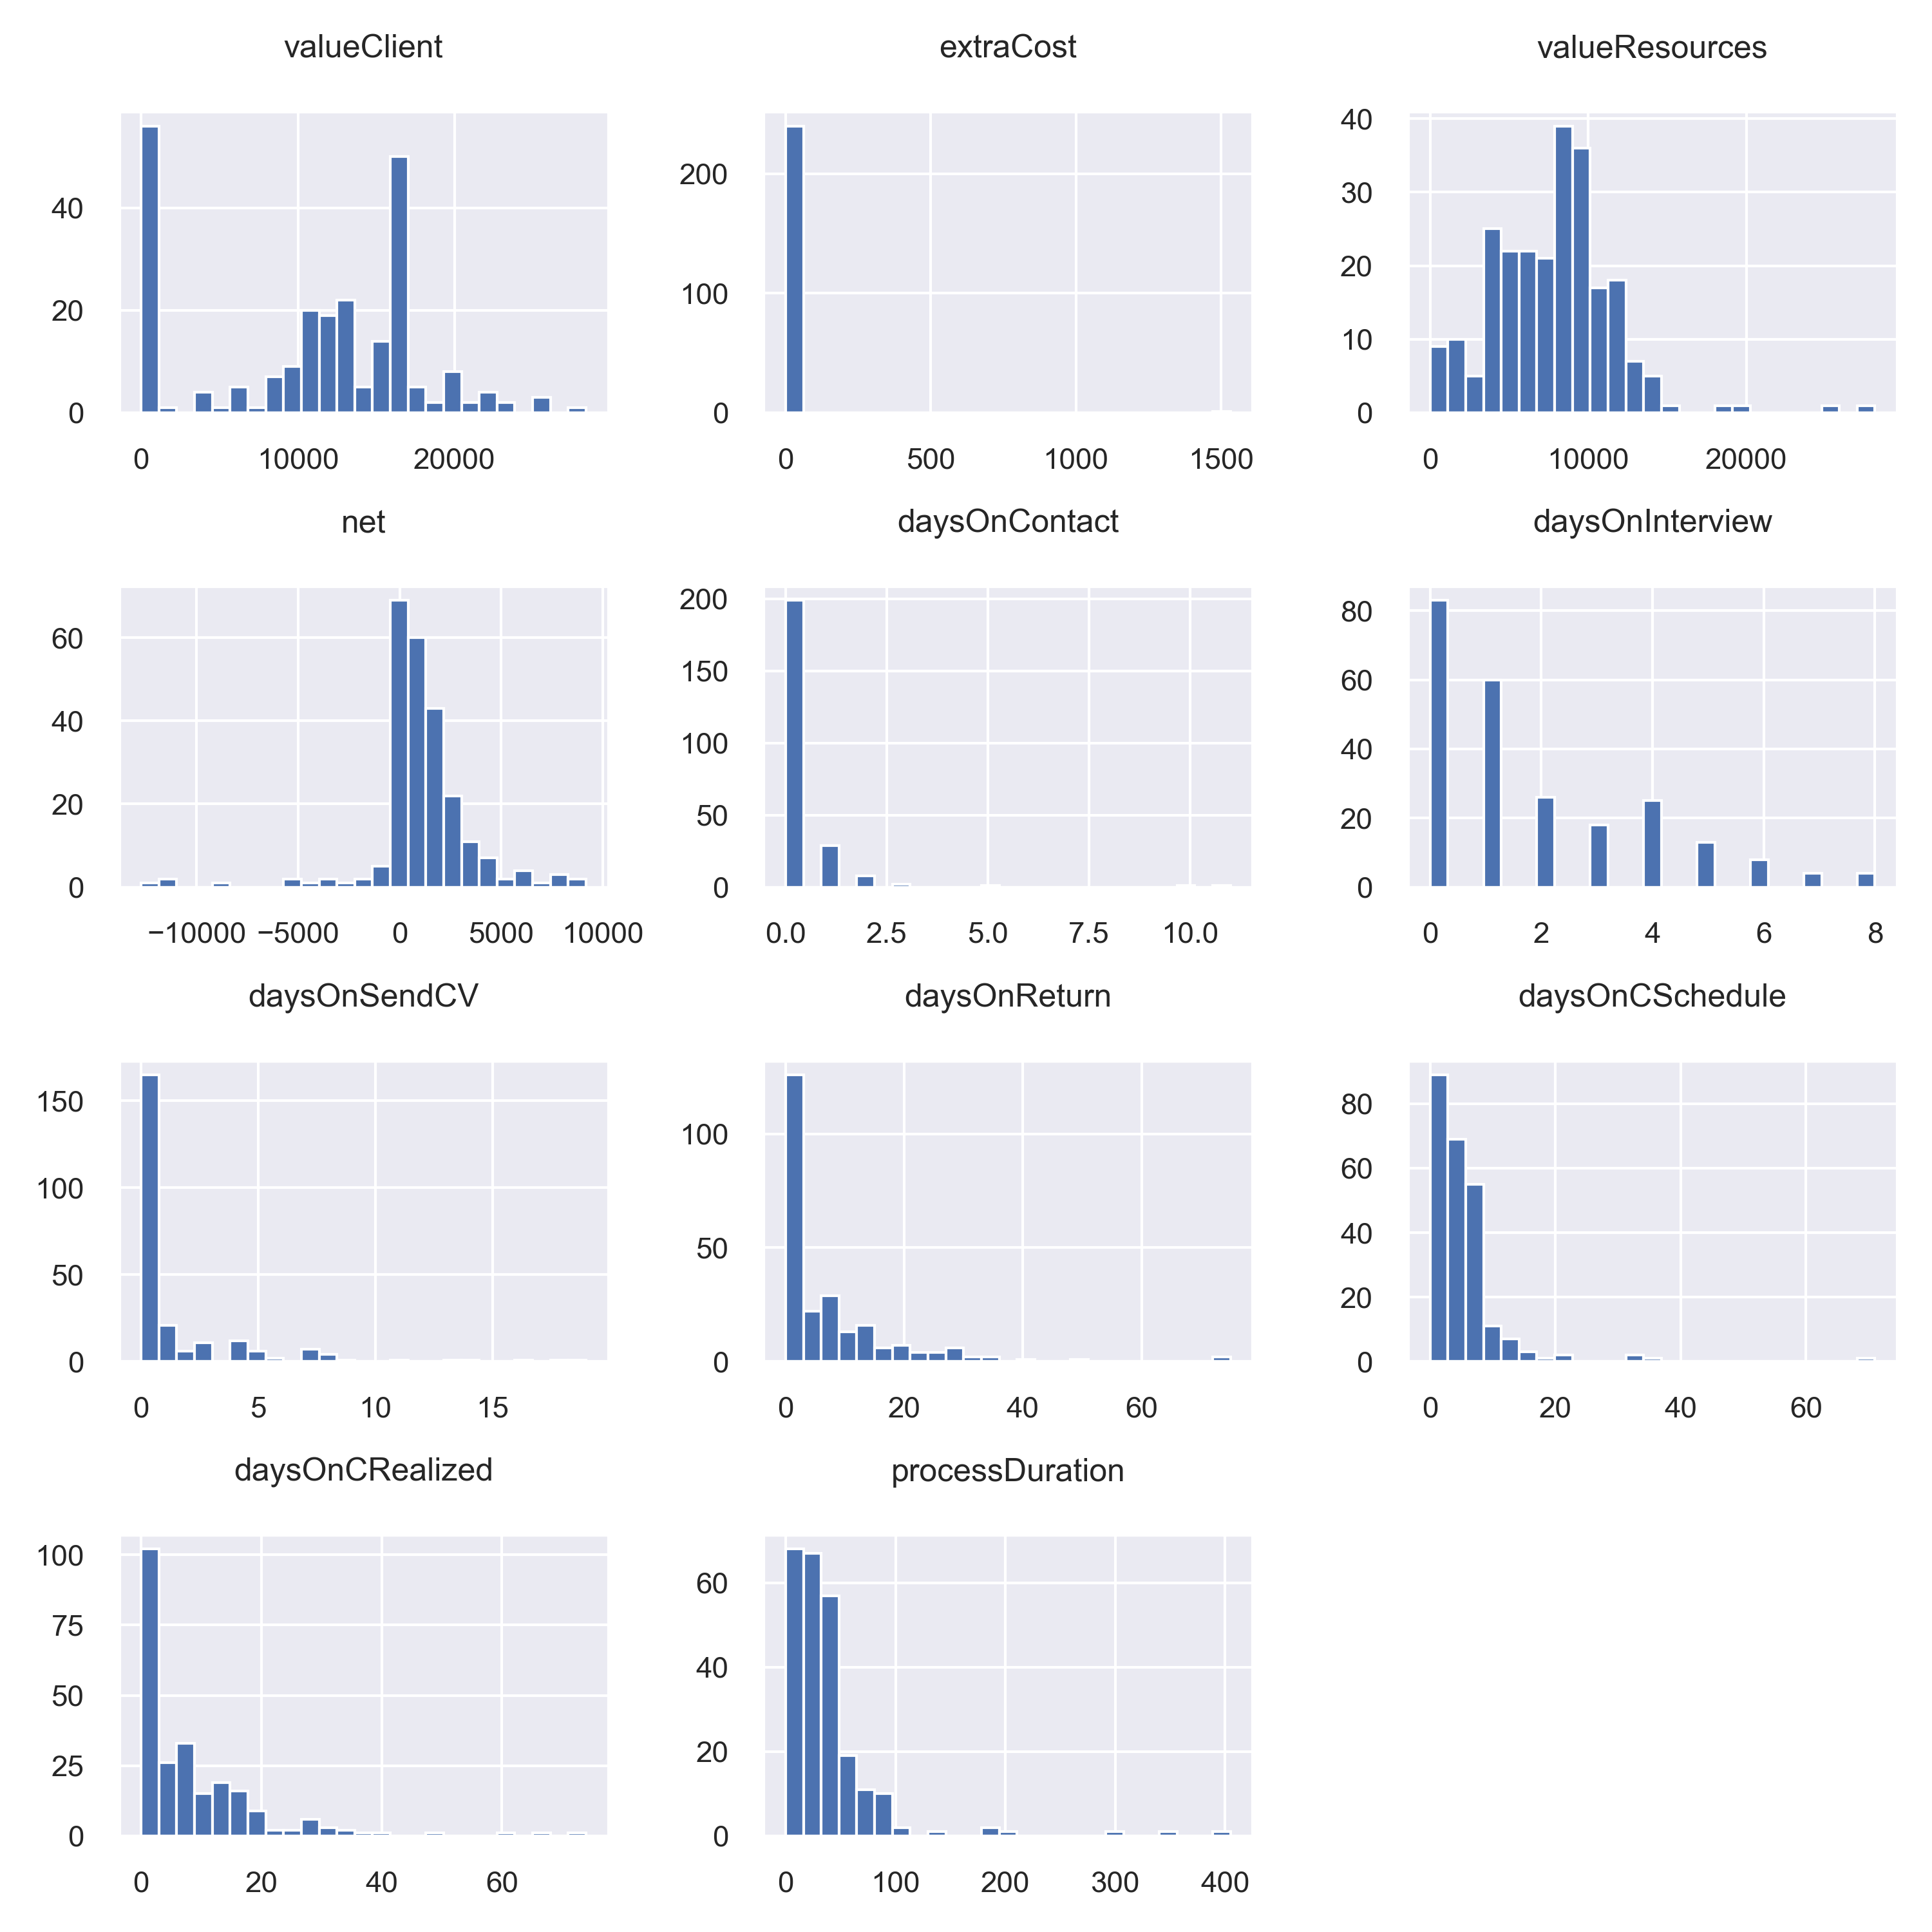 valueClient
extraCost
valueResources
40
20
0
0 10000 20000
200
100
0
0 500 1000 1500
40
30
20
10
0
0 10000 20000
net
daysOnContact
daysOnInterview
60
40
20
0
−10000 −5000 0 5000 10000
200
150
100
50
0
0.0 2.5 5.0 7.5 10.0
80
60
40
20
0
0 2 4 6 8
daysOnSendCV
daysOnReturn
daysOnCSchedule
150
100
50
0
0 5 10 15
100
50
0
0 20 40 60
80
60
40
20
0
0 20 40 60
daysOnCRealized
processDuration
100
75
50
25
0
0 20 40 60
60
40
20
0
0 100 200 300 400